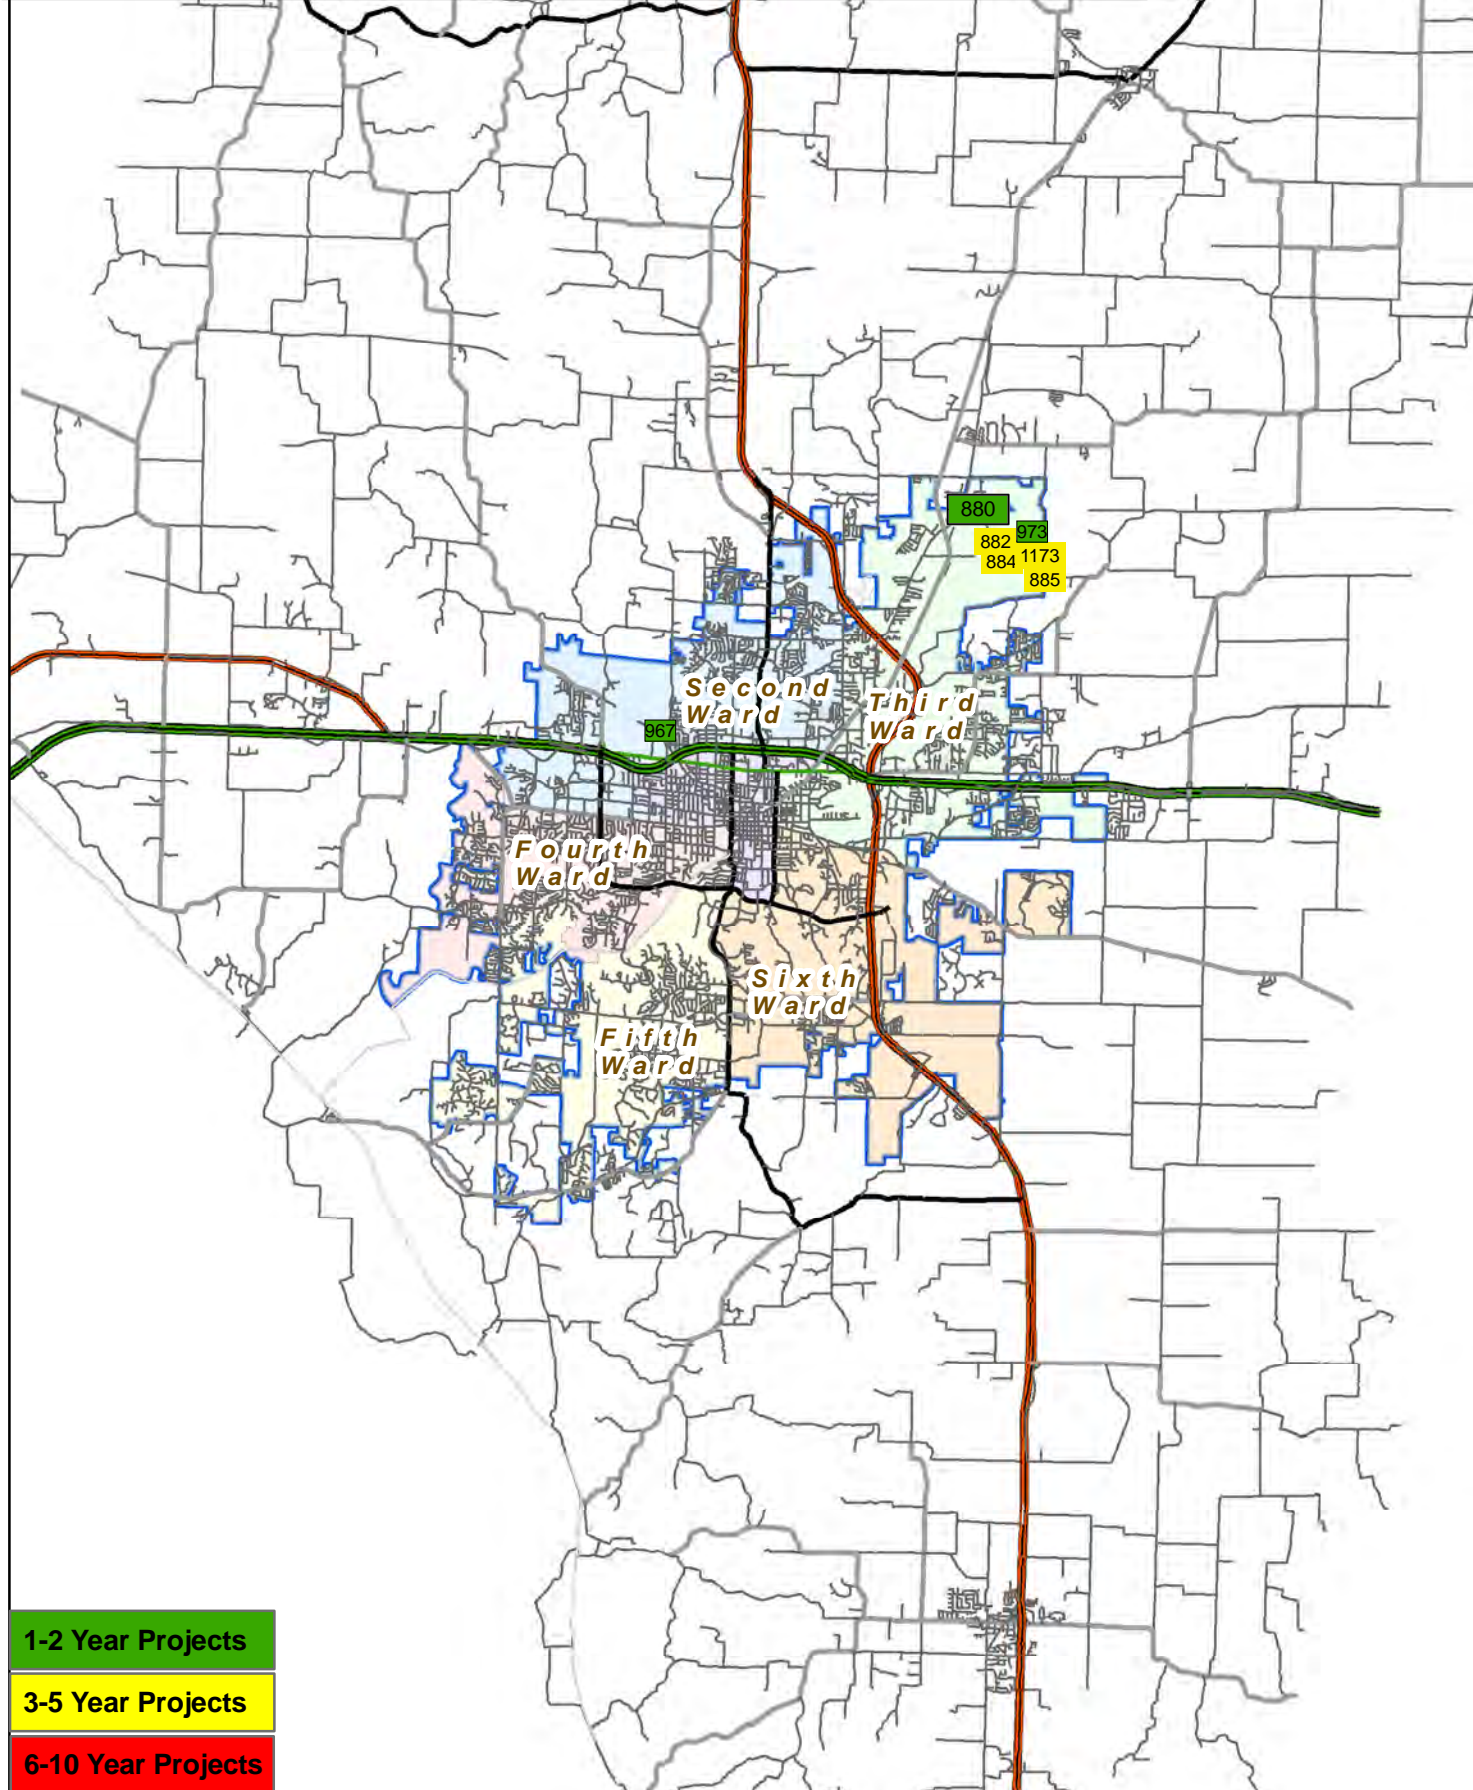 880
973
882
1173
884
885
Second
Ward
Third
Ward
967
Fourth
Ward
Sixth
Ward
Fifth
Ward
1-2 Year Projects
3-5 Year Projects
6-10 Year Projects